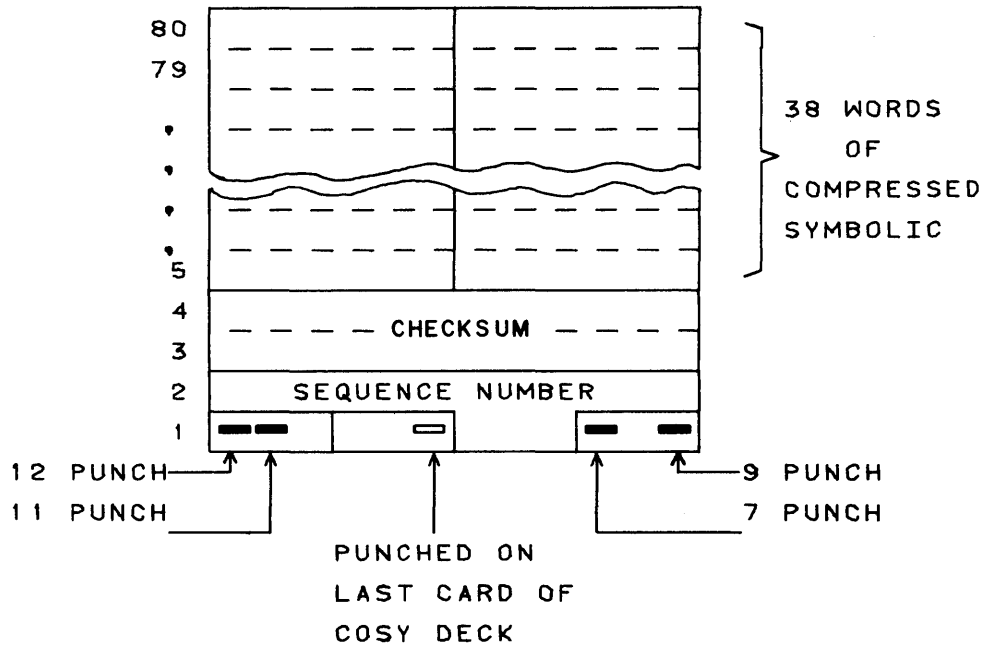 80
79
5
4
3
2
1
38 WORDS
OF
COMPRESSED
SYMBOLIC
CHECKSUM
SEQUENCE NUMBER
12 PUNCH
11 PUNCH
9 PUNCH
7 PUNCH
PUNCHED ON
LAST CARD OF
COSY DECK